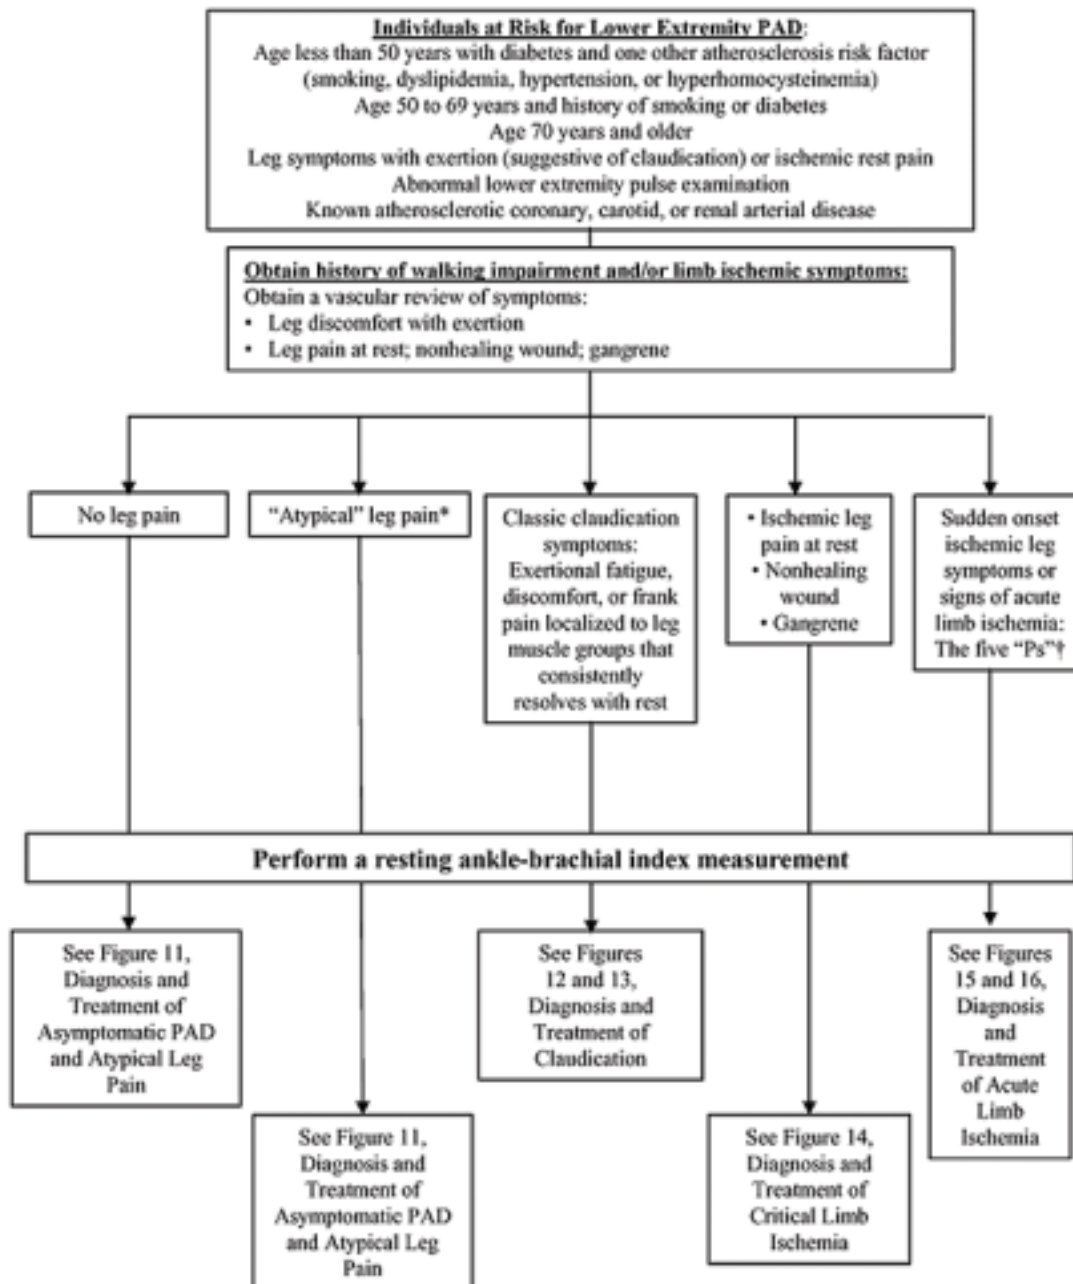 Individuals at Risk for Lower Extremity PAD:
Age less than 50 years with diabetes and one other atherosclerosis risk factor
(smoking, dyslipidemia, hypertension, or hyperhomocysteinemia)
Age 50 to 69 years and history of smoking or diabetes
Age 70 years and older
Leg symptoms with exertion (suggestive of claudication) or ischemic rest pain
Abnormal lower extremity pulse examination
Known atherosclerotic coronary, carotid, or renal arterial disease
Obtain history of walking impairment and/or limb ischemic symptoms:
Obtain a vascular review of symptoms:
• Leg discomfort with exertion
• Leg pain at rest; nonhealing wound; gangrene
No leg pain
“Atypical” leg pain*
Classic claudication
symptoms:
Exertional fatigue,
discomfort, or frank
pain localized to leg
muscle groups that
consistently
resolves with rest
• Ischemic leg
pain at rest
• Nonhealing
wound
• Gangrene
Sudden onset
ischemic leg
symptoms or
signs of acute
limb ischemia:
The five “Ps”†
Perform a resting ankle-brachial index measurement
See Figure 11,
Diagnosis and
Treatment of
Asymptomatic PAD
and Atypical Leg
Pain
See Figure 11,
Diagnosis and
Treatment of
Asymptomatic PAD
and Atypical Leg
Pain
See Figures
12 and 13,
Diagnosis and
Treatment of
Claudication
See Figure 14,
Diagnosis and
Treatment of
Critical Limb
Ischemia
See Figures
15 and 16,
Diagnosis
and
Treatment
of Acute
Limb
Ischemia